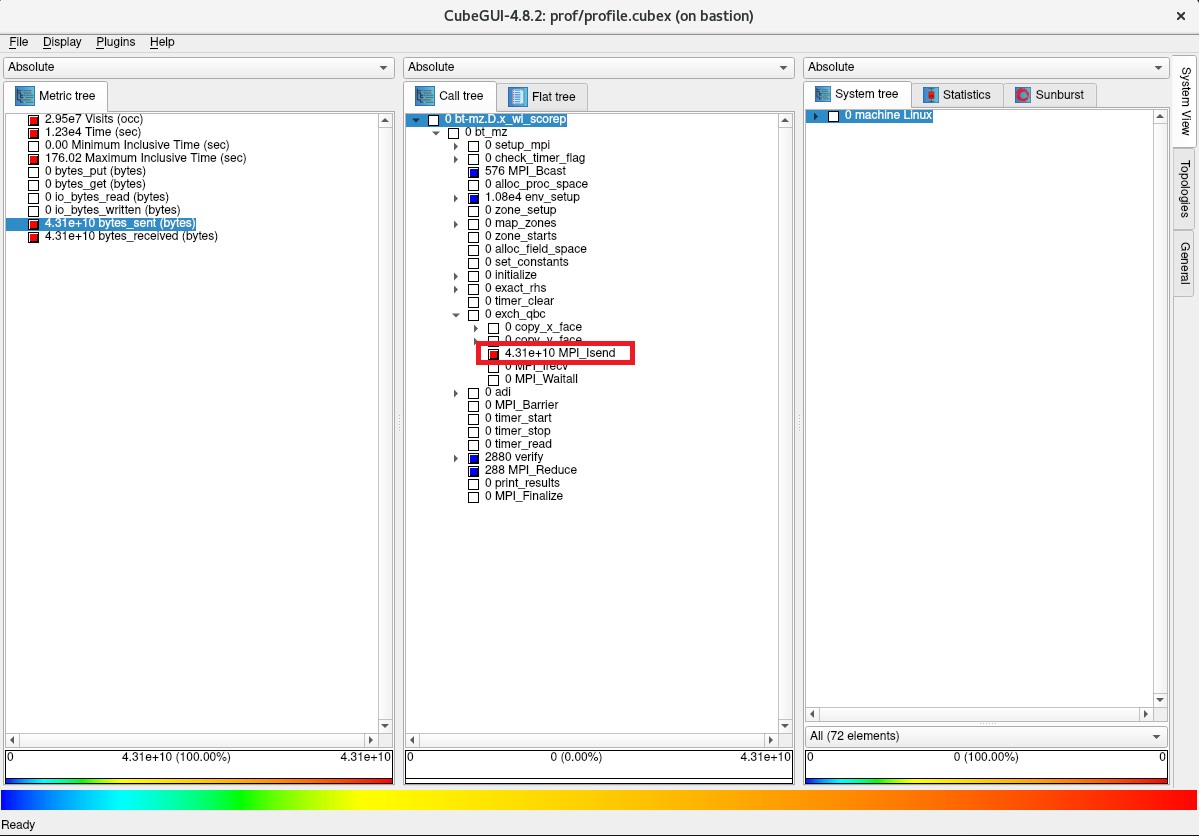 CubeGUI-4.8.2: prof/profile.cubex (on bastion)
File Display Plugins Help
Absolute
Metric tree
2.95e7 Visits (occ)
1.23e4 Time (sec)
0.00 Minimum Inclusive Time (sec)
176.02 Maximum Inclusive Time (sec)
0 bytes_put (bytes)
0 bytes_get (bytes)
0 io_bytes_read (bytes)
0 io_bytes_written (bytes)
4.31e+10 bytes_sent (bytes)
4.31e+10 bytes_received (bytes)
0 4.31e+10 (100.00%) 4.31e+10
Absolute
Call tree Flat tree
0 bt-mz.D.x_wi_scorep
0 bt_mz
0 setup_mpi
0 check_timer_flag
576 MPI_Bcast
0 alloc_proc_space
1.08e4 env_setup
0 zone_setup
0 map_zones
0 zone_starts
0 alloc_field_space
0 set_constants
0 initialize
0 exact_rhs
0 timer_clear
0 exch_qbc
0 copy_x_face
0 copy_y_face
4.31e+10 MPI_Isend
0 MPI_Irecv
0 MPI_Waitall
0 adi
0 MPI_Barrier
0 timer_start
0 timer_stop
0 timer_read
2880 verify
288 MPI_Reduce
0 print_results
0 MPI_Finalize
0 0 (0.00%) 4.31e+10
Absolute
System tree Statistics Sunburst
0 machine Linux
All (72 elements)
0 0 (100.00%) 0
System View
Topologies
General
Ready